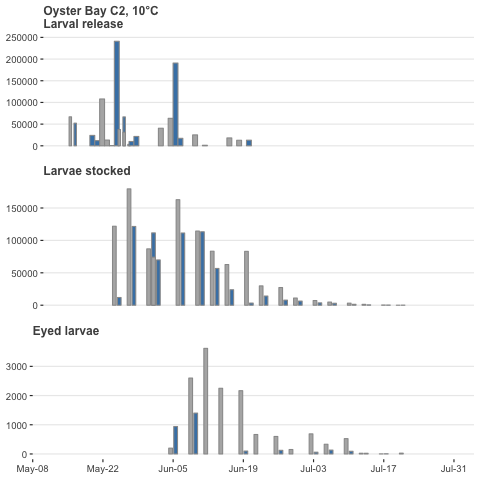 Oyster Bay C2, 10°C
Larval release
250000
200000
150000
100000
50000
0
Larvae stocked
150000
100000
50000
0
Eyed larvae
3000
2000
1000
0
May-08 May-22 Jun-05 Jun-19 Jul-03 Jul-17 Jul-31